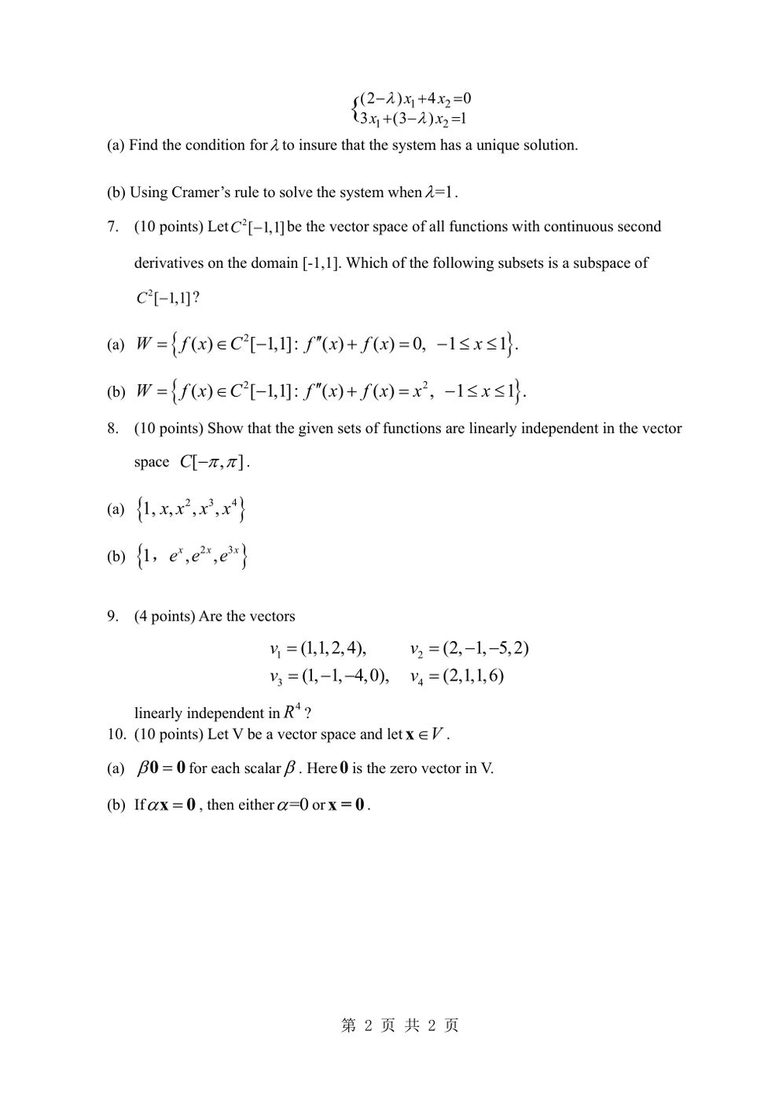 {(2−λ)x₁+4x₂=0
3x₁+(3−λ)x₂=1
(a) Find the condition for λ to insure that the system has a unique solution.
(b) Using Cramer’s rule to solve the system when λ=1.
7. (10 points) Let C²[−1,1] be the vector space of all functions with continuous second
derivatives on the domain [-1,1]. Which of the following subsets is a subspace of
C²[−1,1]?
(a) W = {f(x)∈C²[−1,1]: f″(x)+ f(x)=0, −1≤x≤1}.
(b) W = {f(x)∈C²[−1,1]: f″(x)+ f(x)=x², −1≤x≤1}.
8. (10 points) Show that the given sets of functions are linearly independent in the vector
space C[−π,π].
(a) {1, x, x², x³, x⁴}
(b) {1，eˣ,e²ˣ,e³ˣ}
9. (4 points) Are the vectors
v₁ = (1,1,2,4), v₂ = (2,−1,−5,2)
v₃ = (1,−1,−4,0), v₄ = (2,1,1,6)
linearly independent in R⁴ ?
10. (10 points) Let V be a vector space and let x∈V.
(a) β0 = 0 for each scalar β. Here 0 is the zero vector in V.
(b) If αx = 0, then either α=0 or x = 0.
第 2 页 共 2 页